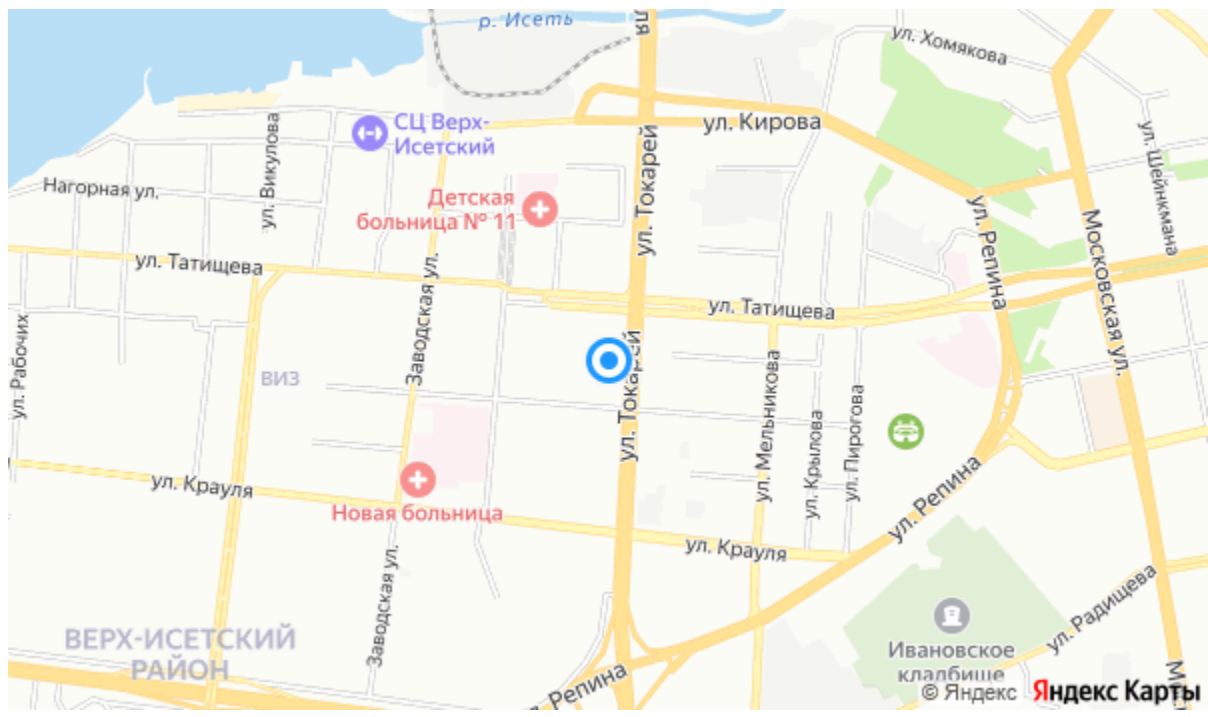 р. Исеть
ля
ул. Хомякова
СЦ Верх-
Исетский
ул. Кирова
ул. Викулова
ул. Токарей
ул. Шейнкмана
Нагорная ул.
Детская
больница № 11
ул. Репина
Московская ул.
ул. Татищева
Заводская ул.
ул. Татищева
ул. Рабочих
ВИЗ
ул. Токарей
ул. Мельникова
ул. Крылова
ул. Пирогова
ул. Крауля
Новая больница
ул. Репина
ул. Крауля
Заводская ул.
ул. Радищева
ВЕРХ-ИСЕТСКИЙ
РАЙОН
Ивановское
кладбище
ул. Репина
Мос
© Яндекс Яндекс Карты